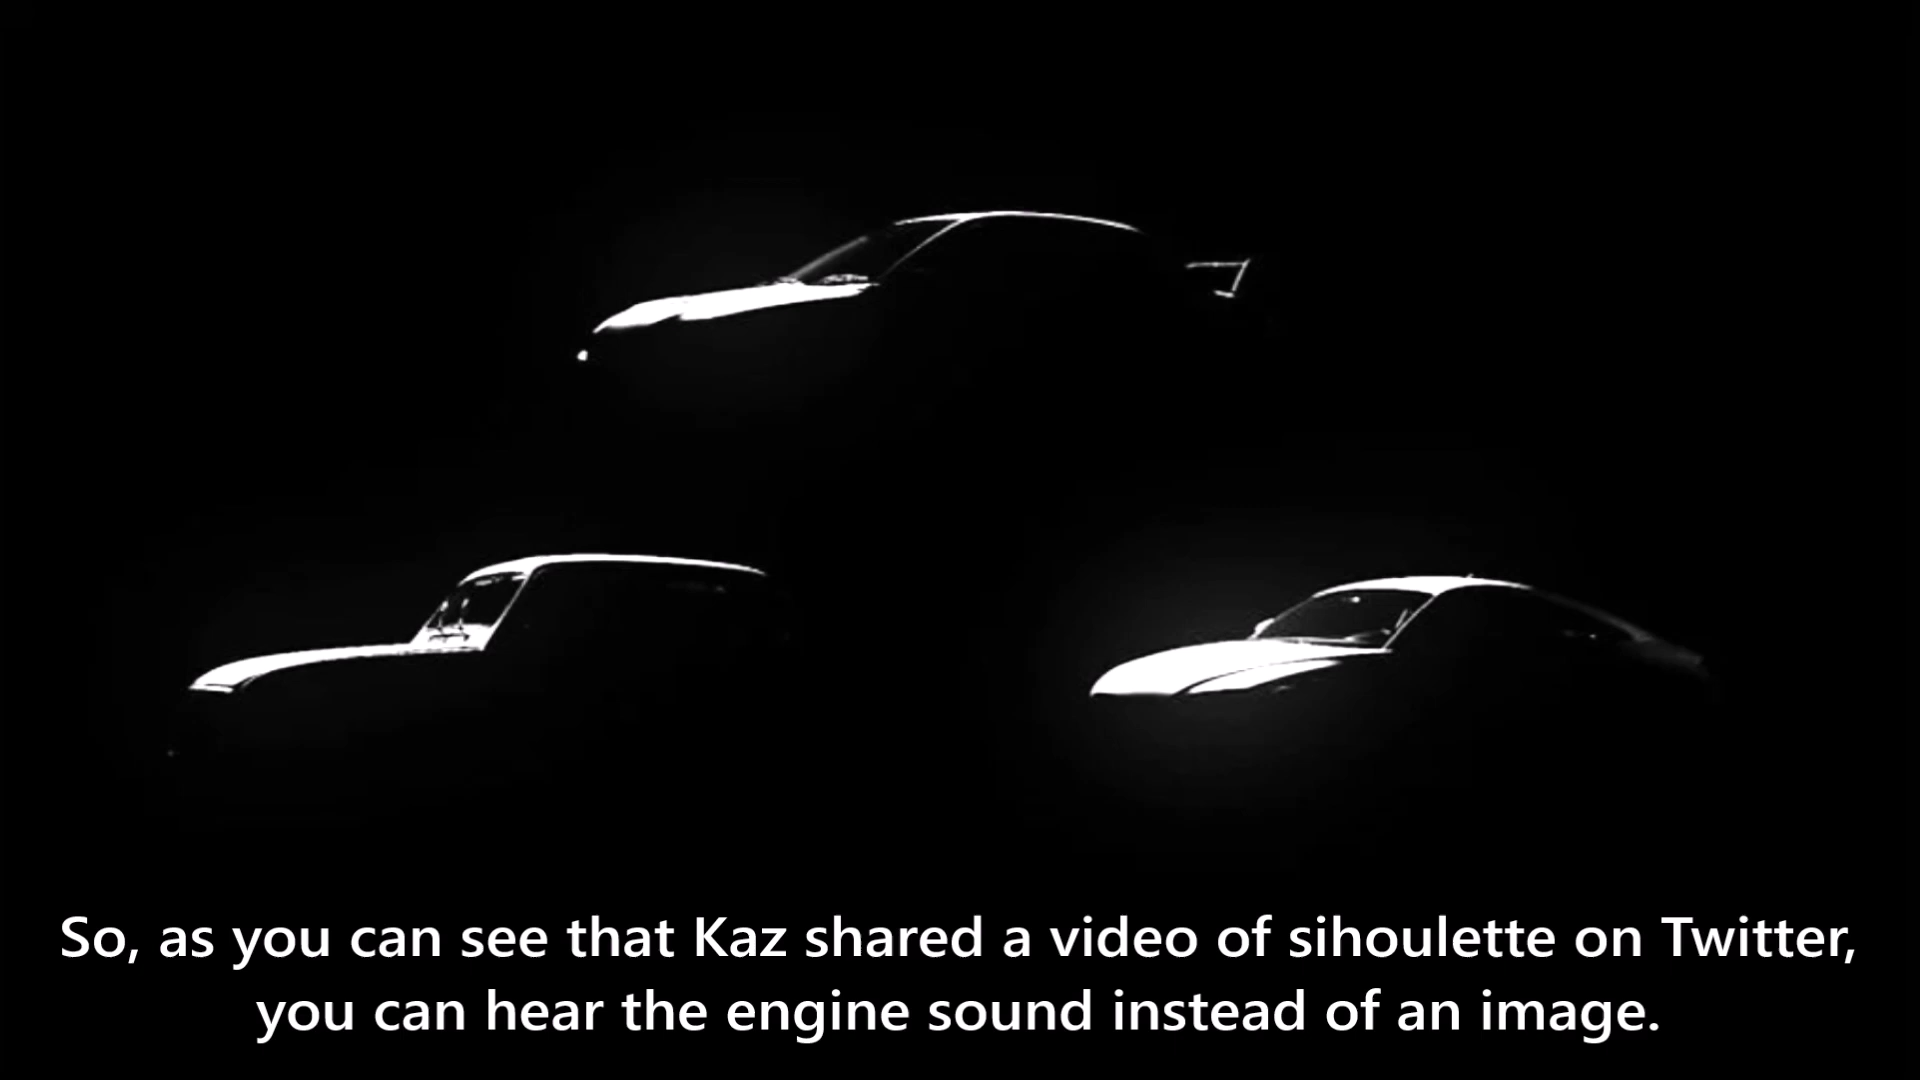 So, as you can see that Kaz shared a video of sihoulette on Twitter,
you can hear the engine sound instead of an image.